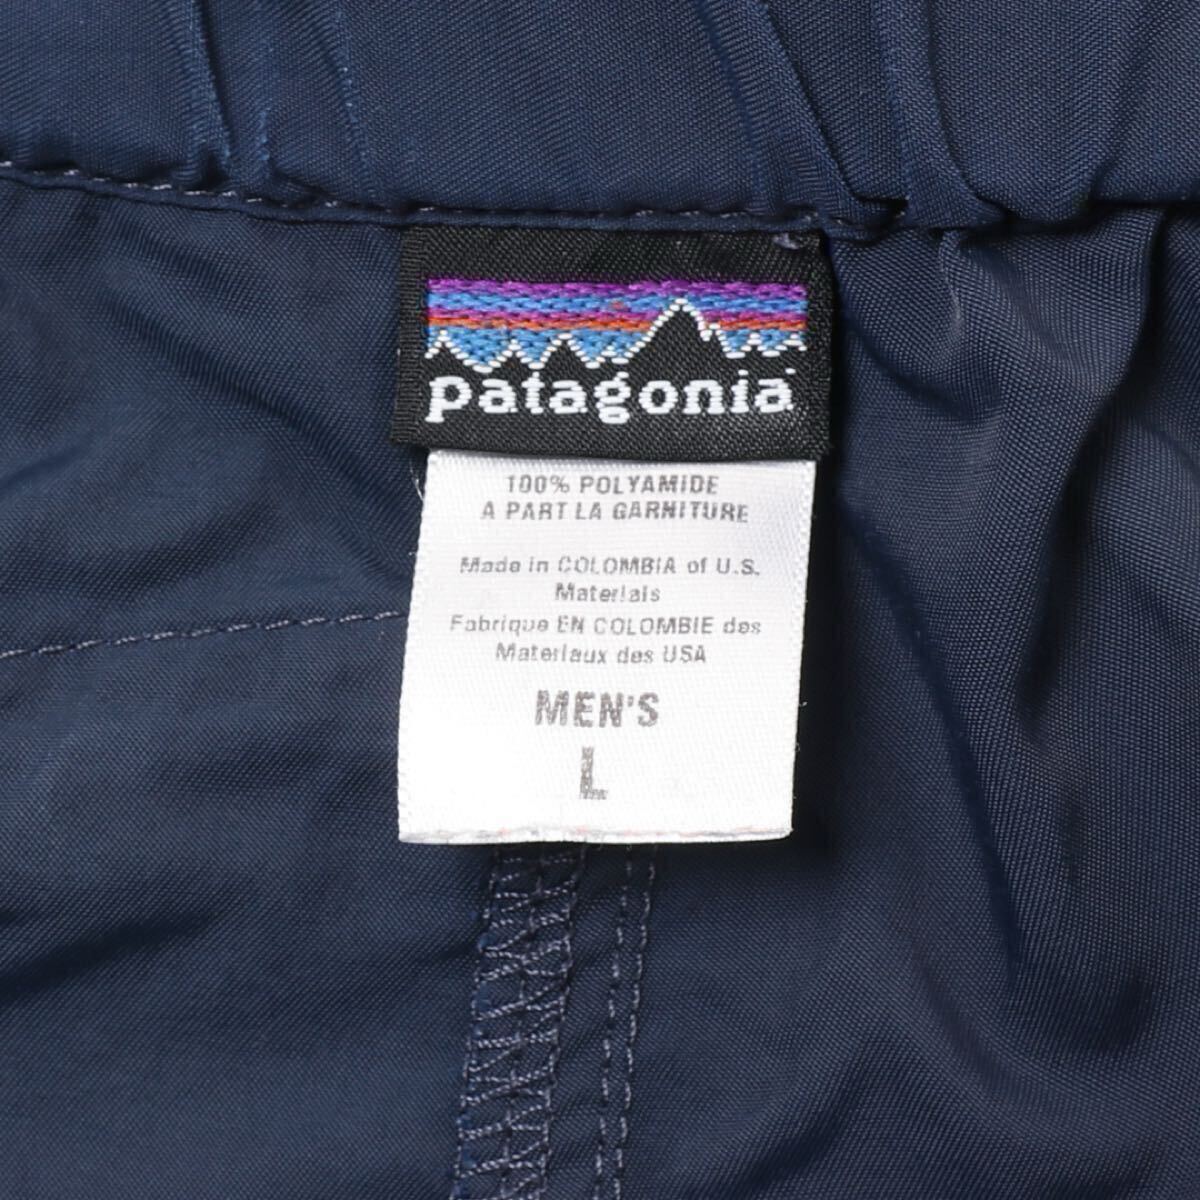 patagonia
100% POLYAMIDE
A PART LA GARNITURE
Made in COLOMBIA of U.S.
Materials
Fabrique EN COLOMBIE des
Materiaux des USA
MEN'S
L